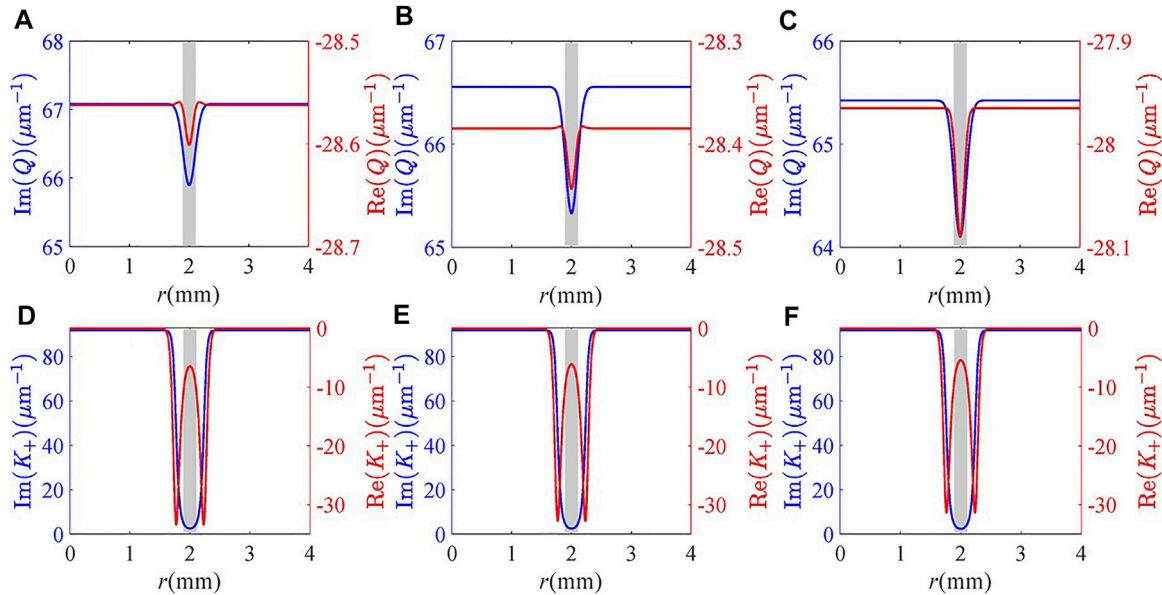 A
B
C
68
67
66
65
Im(Q)(μm⁻¹)
-28.5
-28.6
-28.7
Re(Q)(μm⁻¹)
0 1 2 3 4
r(mm)
67
66
65
Im(Q)(μm⁻¹)
-28.3
-28.4
-28.5
Re(Q)(μm⁻¹)
0 1 2 3 4
r(mm)
66
65
64
Im(Q)(μm⁻¹)
-27.9
-28
-28.1
Re(Q)(μm⁻¹)
0 1 2 3 4
r(mm)
D
E
F
80
60
40
20
0
Im(K₊)(μm⁻¹)
0
-10
-20
-30
Re(K₊)(μm⁻¹)
0 1 2 3 4
r(mm)
80
60
40
20
0
Im(K₊)(μm⁻¹)
0
-10
-20
-30
Re(K₊)(μm⁻¹)
0 1 2 3 4
r(mm)
80
60
40
20
0
Im(K₊)(μm⁻¹)
0
-10
-20
-30
Re(K₊)(μm⁻¹)
0 1 2 3 4
r(mm)